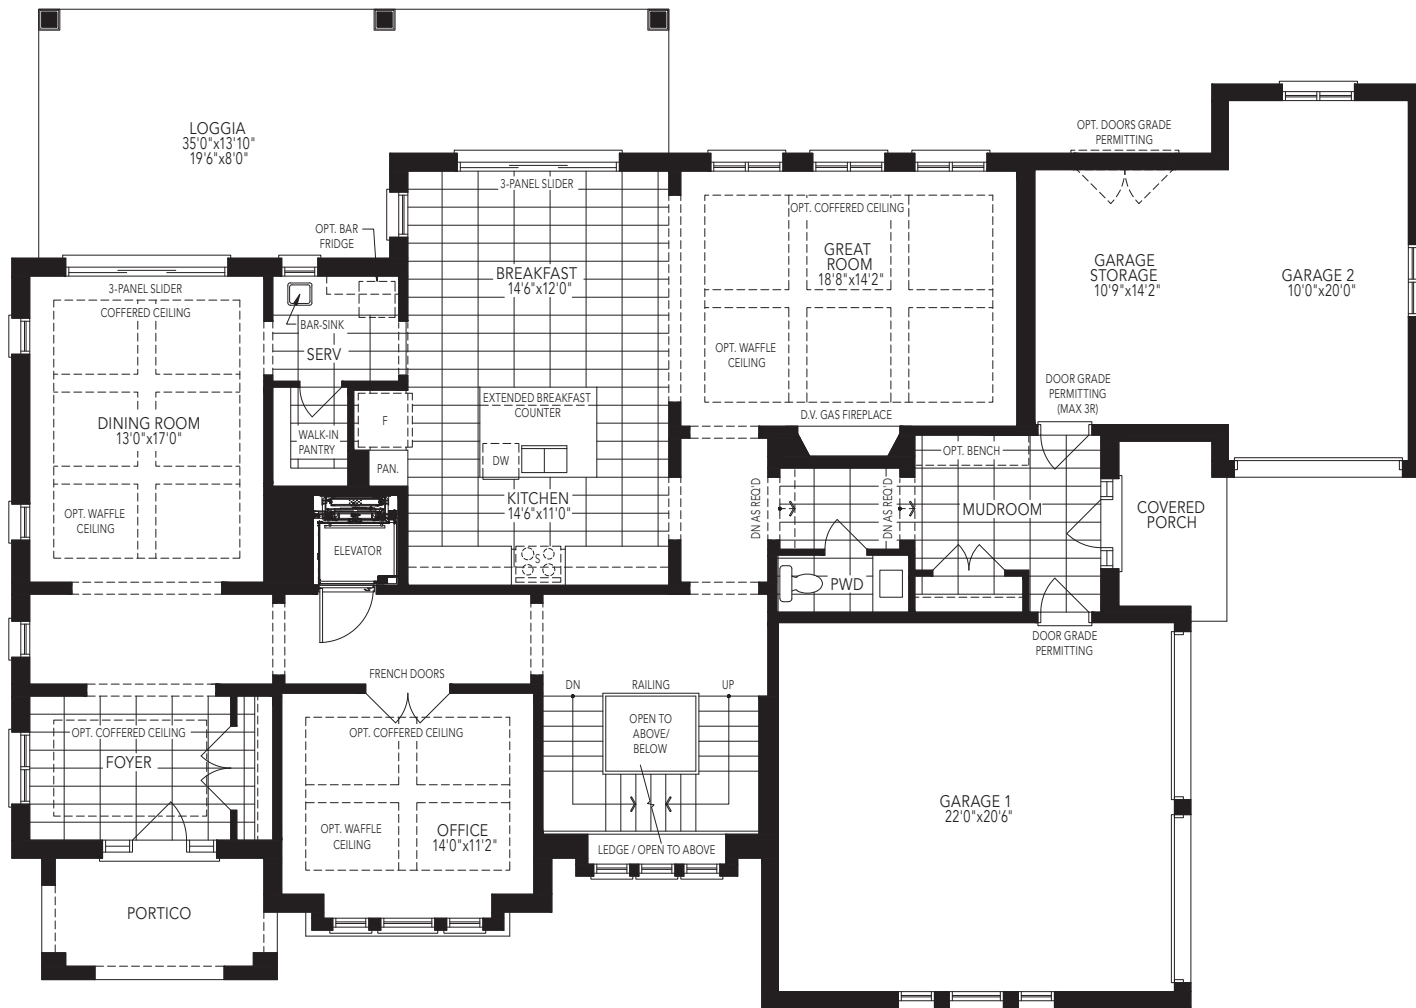 LOGGIA
35'0"x13'10"
19'6"x8'0"
OPT. BAR
FRIDGE
3-PANEL SLIDER
BREAKFAST
14'6"x12'0"
OPT. COFFERED CEILING
GREAT
ROOM
18'8"x14'2"
OPT. WAFFLE
CEILING
D.V. GAS FIREPLACE
OPT. DOORS GRADE
PERMITTING
GARAGE
STORAGE
10'9"x14'2"
GARAGE 2
10'0"x20'0"
DOOR GRADE
PERMITTING
(MAX 3R)
3-PANEL SLIDER
COFFERED CEILING
DINING ROOM
13'0"x17'0"
OPT. WAFFLE
CEILING
BAR-SINK
SERV
WALK-IN
PANTRY
F
PAN.
EXTENDED BREAKFAST
COUNTER
DW
KITCHEN
14'6"x11'0"
S
ELEVATOR
DN AS REQ'D
DN AS REQ'D
OPT. BENCH
MUDROOM
COVERED
PORCH
PWD
DOOR GRADE
PERMITTING
FRENCH DOORS
DN
RAILING
UP
OPEN TO
ABOVE/
BELOW
LEDGE / OPEN TO ABOVE
OPT. COFFERED CEILING
FOYER
OPT. COFFERED CEILING
OPT. WAFFLE
CEILING
OFFICE
14'0"x11'2"
GARAGE 1
22'0"x20'6"
PORTICO